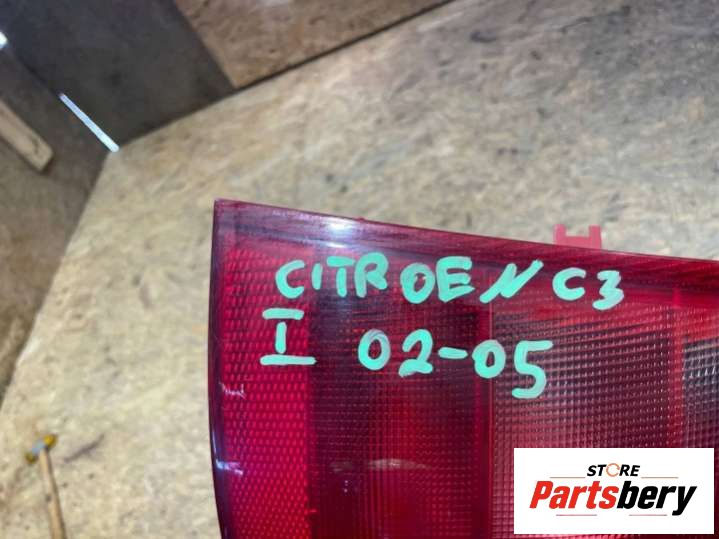 CITROEN C3
I 02-05
STORE
Partsbery